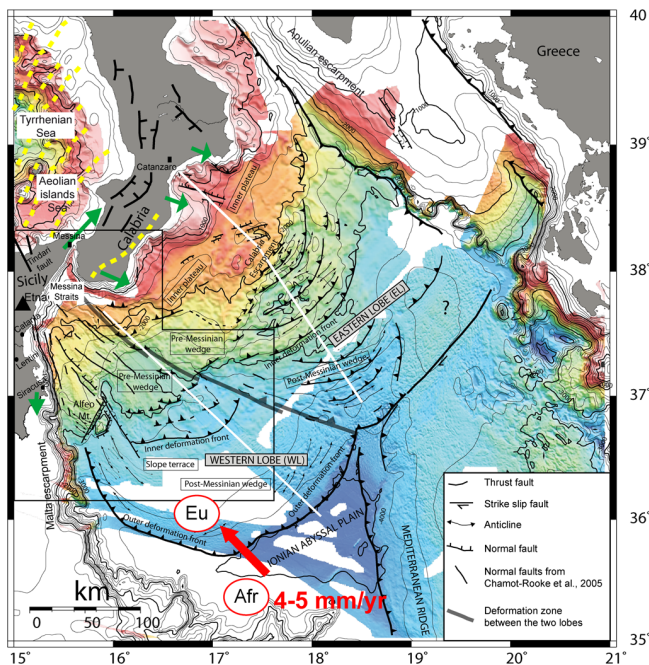 40
Apulian escarpment
Greece
Tyrrhenian
Sea
39
Catanzaro
Aeolian
islands
Sea
Inner plateau
Calabria
Messina
Calabria
Escarpment
Tindari fault
38
Sicily
Inner plateau
Messina
Straits
Etna
Catania
EASTERN LOBE (EL)
?
Pre-Messinian
wedge
Inner deformation front
Lentini
Post-Messinian wedge
Pre-Messinian
wedge
Siracusa
37
Alfeo
Mt.
Inner deformation front
WESTERN LOBE (WL)
Slope terrace
Malta escarpment
Post-Messinian wedge
Outer deformation front
Eu
36
Outer deformation front
IONIAN ABYSSAL PLAIN
MEDITERRANEAN RIDGE
Afr
4-5 mm/yr
km
0 50 100
Thrust fault
Strike slip fault
Anticline
Normal fault
Normal faults from
Chamot-Rooke et al., 2005
Deformation zone
between the two lobes
35
15 16 17 18 19 20 21